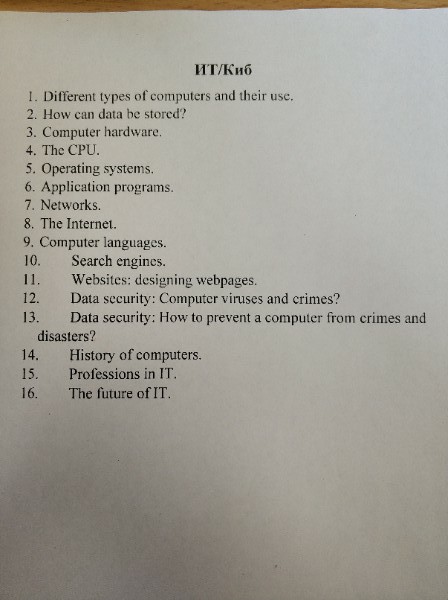 ИТ/Киб
1. Different types of computers and their use.
2. How can data be stored?
3. Computer hardware.
4. The CPU.
5. Operating systems.
6. Application programs.
7. Networks.
8. The Internet.
9. Computer languages.
10. Search engines.
11. Websites: designing webpages.
12. Data security: Computer viruses and crimes?
13. Data security: How to prevent a computer from crimes and
disasters?
14. History of computers.
15. Professions in IT.
16. The future of IT.